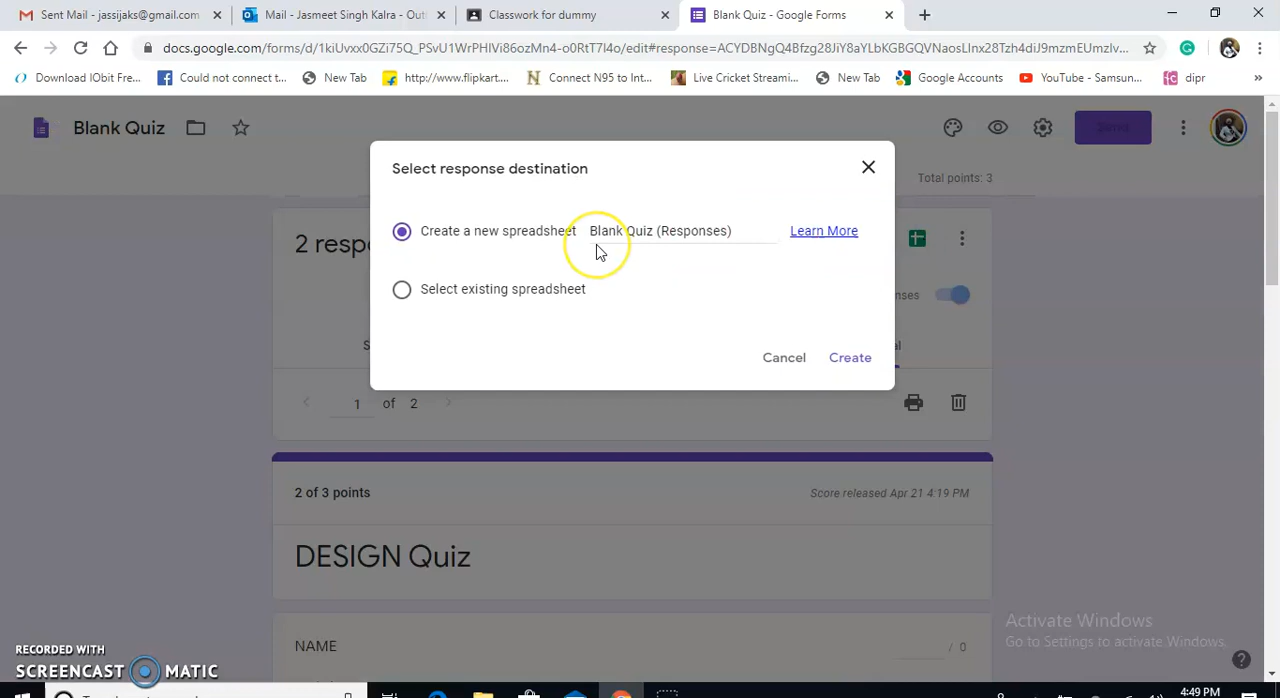 Sent Mail - jassijaks@gmail.com
Mail - Jasmeet Singh Kalra - Out
Classwork for dummy
Blank Quiz - Google Forms
docs.google.com/forms/d/
/edit#response=
Download IObit Fre...
Could not connect t...
New Tab
http://www.flipkart...
Connect N95 to Int...
Live Cricket Streami...
New Tab
Google Accounts
YouTube - Samsun...
dipr
»
Blank Quiz
Send
Total points: 3
Select response destination
Create a new spreadsheet Blank Quiz (Responses) Learn More
2 resp
Select existing spreadsheet
nses
Cancel Create
1 of 2
2 of 3 points
Score released Apr 21 4:19 PM
DESIGN Quiz
NAME
/ 0
Activate Windows
Go to Settings to activate Windows.
RECORDED WITH
SCREENCAST MATIC
4:49 PM